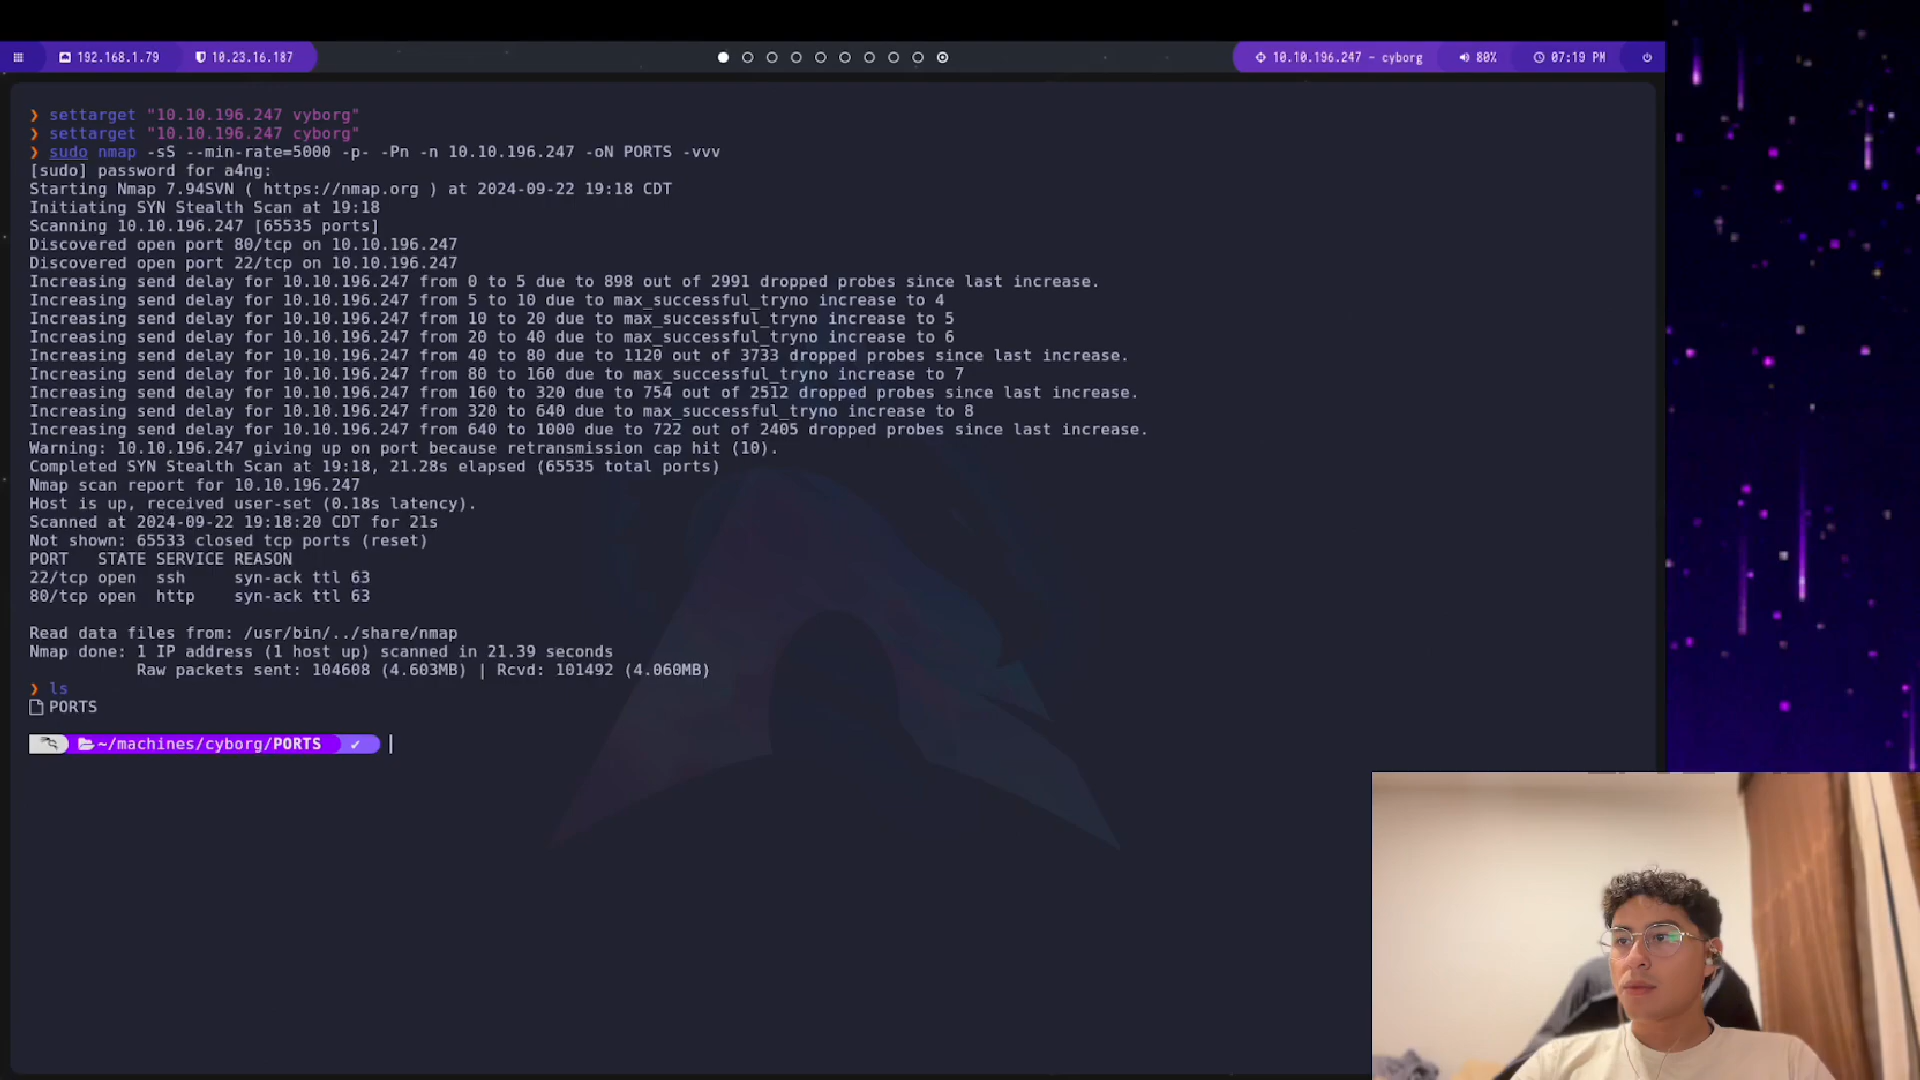 192.168.1.79 10.23.16.187 10.10.196.247 - cyborg 80% 07:19 PM
❯ settarget "10.10.196.247 vyborg"
❯ settarget "10.10.196.247 cyborg"
❯ sudo nmap -sS --min-rate=5000 -p- -Pn -n 10.10.196.247 -oN PORTS -vvv
[sudo] password for a4ng:
Starting Nmap 7.94SVN ( https://nmap.org ) at 2024-09-22 19:18 CDT
Initiating SYN Stealth Scan at 19:18
Scanning 10.10.196.247 [65535 ports]
Discovered open port 80/tcp on 10.10.196.247
Discovered open port 22/tcp on 10.10.196.247
Increasing send delay for 10.10.196.247 from 0 to 5 due to 898 out of 2991 dropped probes since last increase.
Increasing send delay for 10.10.196.247 from 5 to 10 due to max_successful_tryno increase to 4
Increasing send delay for 10.10.196.247 from 10 to 20 due to max_successful_tryno increase to 5
Increasing send delay for 10.10.196.247 from 20 to 40 due to max_successful_tryno increase to 6
Increasing send delay for 10.10.196.247 from 40 to 80 due to 1120 out of 3733 dropped probes since last increase.
Increasing send delay for 10.10.196.247 from 80 to 160 due to max_successful_tryno increase to 7
Increasing send delay for 10.10.196.247 from 160 to 320 due to 754 out of 2512 dropped probes since last increase.
Increasing send delay for 10.10.196.247 from 320 to 640 due to max_successful_tryno increase to 8
Increasing send delay for 10.10.196.247 from 640 to 1000 due to 722 out of 2405 dropped probes since last increase.
Warning: 10.10.196.247 giving up on port because retransmission cap hit (10).
Completed SYN Stealth Scan at 19:18, 21.28s elapsed (65535 total ports)
Nmap scan report for 10.10.196.247
Host is up, received user-set (0.18s latency).
Scanned at 2024-09-22 19:18:20 CDT for 21s
Not shown: 65533 closed tcp ports (reset)
PORT   STATE SERVICE REASON
22/tcp open  ssh     syn-ack ttl 63
80/tcp open  http    syn-ack ttl 63
Read data files from: /usr/bin/../share/nmap
Nmap done: 1 IP address (1 host up) scanned in 21.39 seconds
Raw packets sent: 104608 (4.603MB) | Rcvd: 101492 (4.060MB)
❯ ls
PORTS
~/machines/cyborg/PORTS ✓